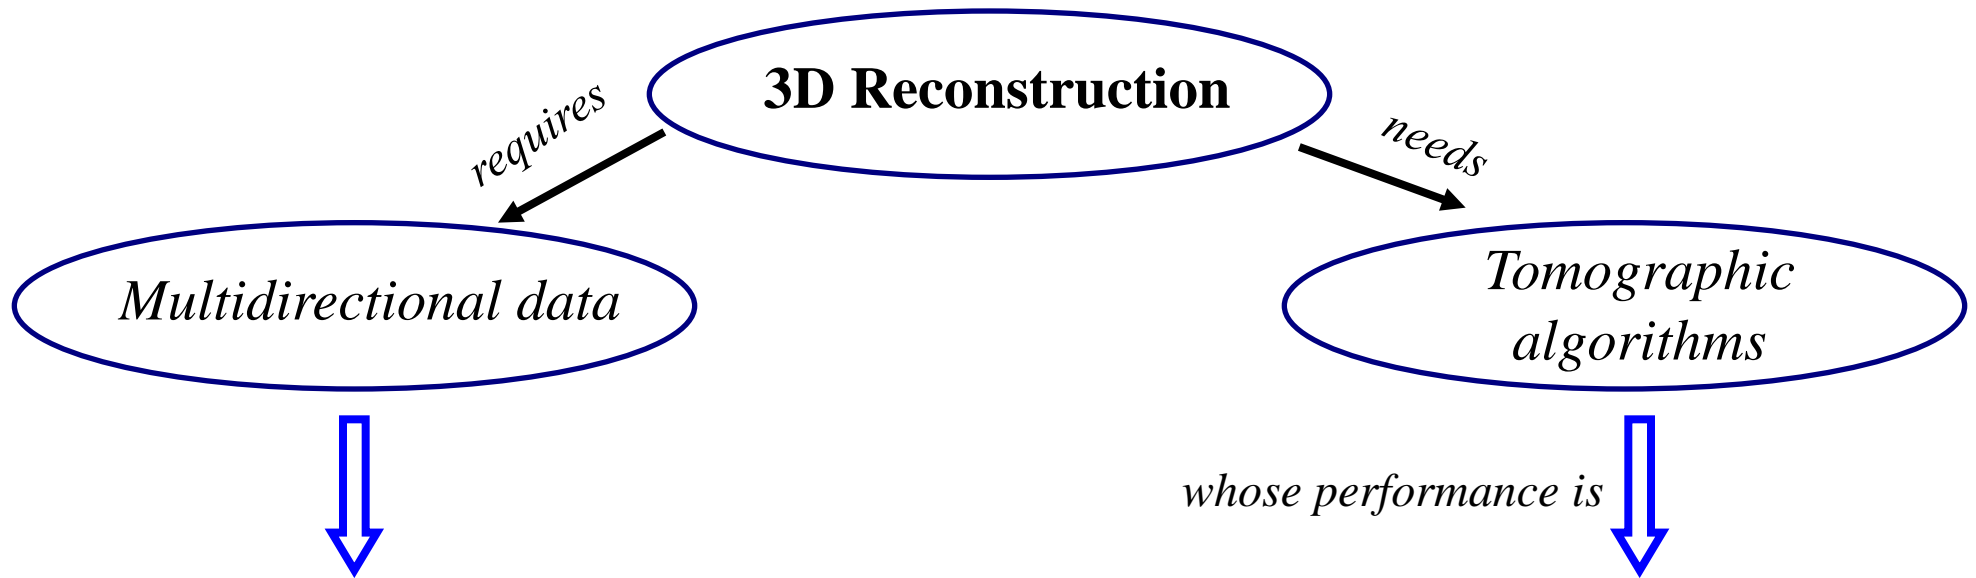 3D Reconstruction
requires
needs
Multidirectional data
Tomographic
algorithms
whose performance is